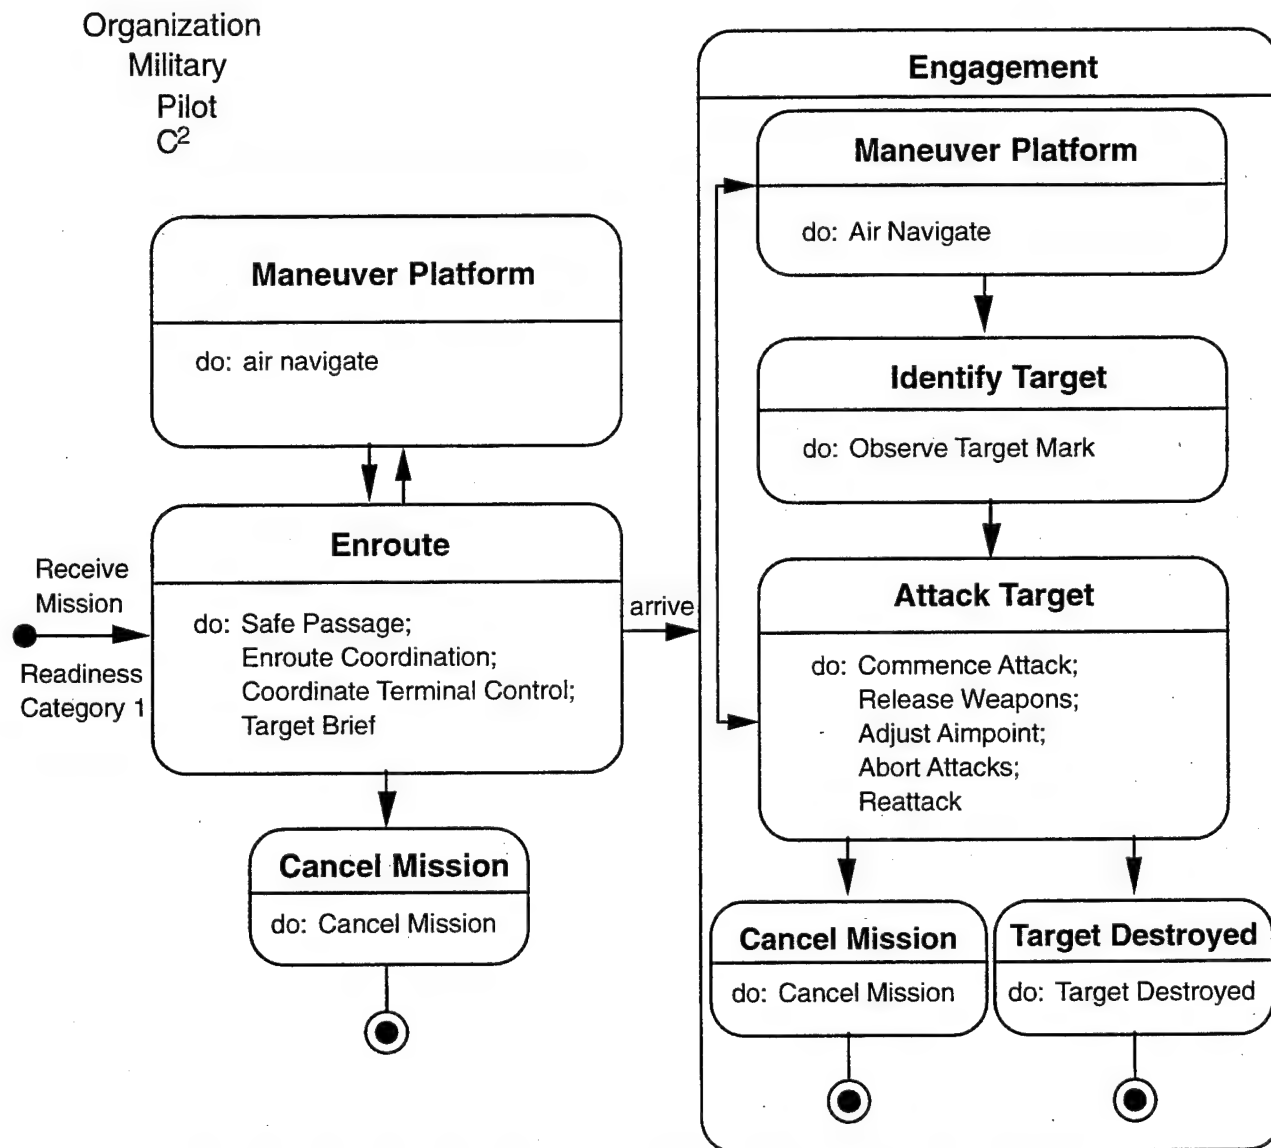 Organization
Military
Pilot
C²
Maneuver Platform
do: air navigate
Receive
Mission
Readiness
Category 1
Enroute
do: Safe Passage;
Enroute Coordination;
Coordinate Terminal Control;
Target Brief
arrive
Cancel Mission
do: Cancel Mission
Engagement
Maneuver Platform
do: Air Navigate
Identify Target
do: Observe Target Mark
Attack Target
do: Commence Attack;
Release Weapons;
Adjust Aimpoint;
Abort Attacks;
Reattack
Cancel Mission
do: Cancel Mission
Target Destroyed
do: Target Destroyed